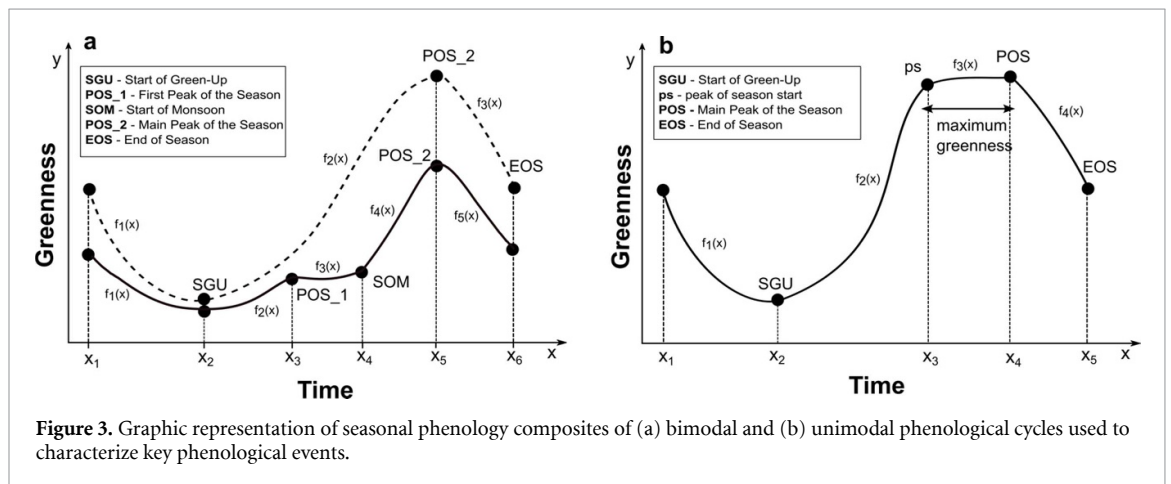 a
y
SGU - Start of Green-Up
POS_1 - First Peak of the Season
SOM - Start of Monsoon
POS_2 - Main Peak of the Season
EOS - End of Season
POS_2
f3(x)
f2(x)
POS_2
EOS
f1(x)
f4(x)
f5(x)
SGU
f3(x)
SOM
f1(x)
f2(x)
POS_1
Greenness
x1 x2 x3 x4 x5 x6 x
Time
b
y
SGU - Start of Green-Up
ps - peak of season start
POS - Main Peak of the Season
EOS - End of Season
ps
f3(x)
POS
maximum
greenness
f4(x)
f2(x)
EOS
f1(x)
SGU
Greenness
x1 x2 x3 x4 x5 x
Time
Figure 3. Graphic representation of seasonal phenology composites of (a) bimodal and (b) unimodal phenological cycles used to
characterize key phenological events.